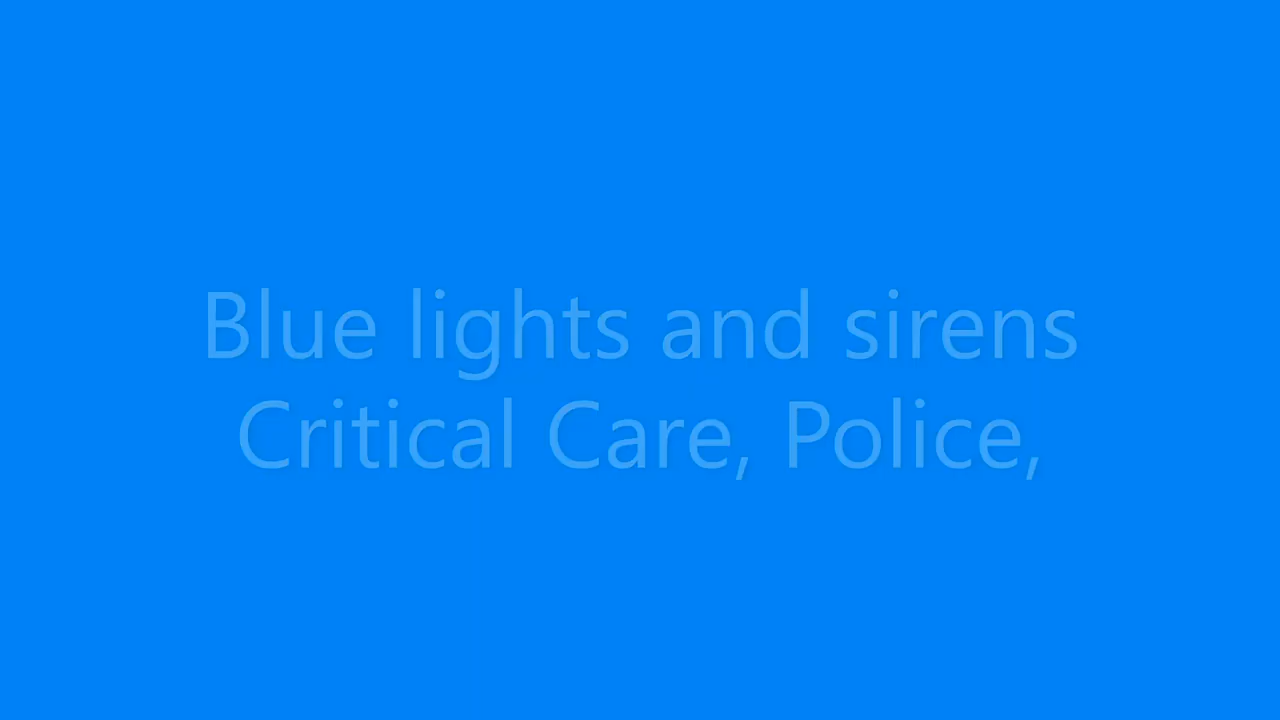 Blue lights and sirens
Critical Care, Police,